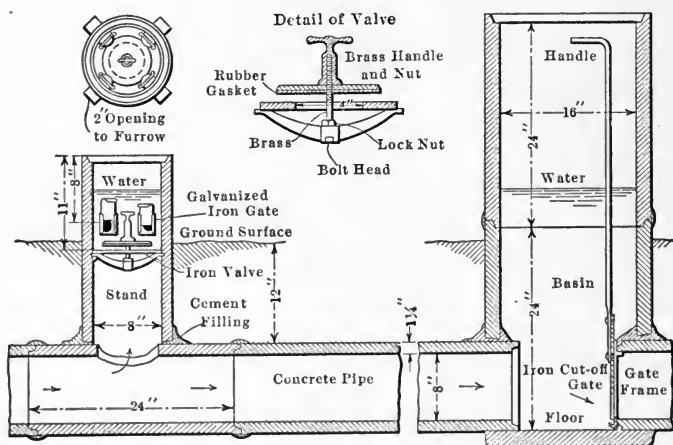 Detail of Valve
Brass Handle
and Nut
Rubber
Gasket
4"
2" Opening
to Furrow
Brass
Lock Nut
Bolt Head
Handle
24"
16"
Water
Water
8"
11"
Galvanized
Iron Gate
Ground Surface
Iron Valve
Stand
12"
8"
Cement
Filling
1¼"
Basin
24"
24"
Concrete Pipe
8"
Iron Cut-off
Gate
Gate
Frame
Floor